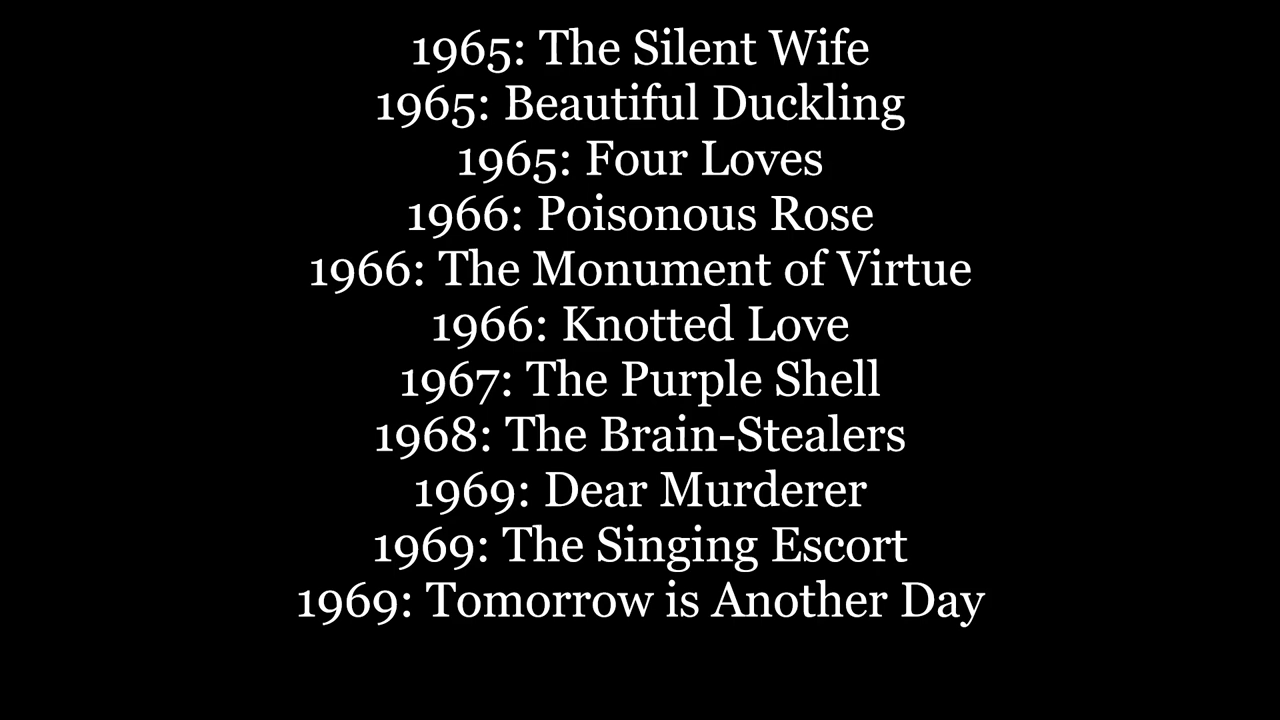 1965: The Silent Wife
1965: Beautiful Duckling
1965: Four Loves
1966: Poisonous Rose
1966: The Monument of Virtue
1966: Knotted Love
1967: The Purple Shell
1968: The Brain-Stealers
1969: Dear Murderer
1969: The Singing Escort
1969: Tomorrow is Another Day